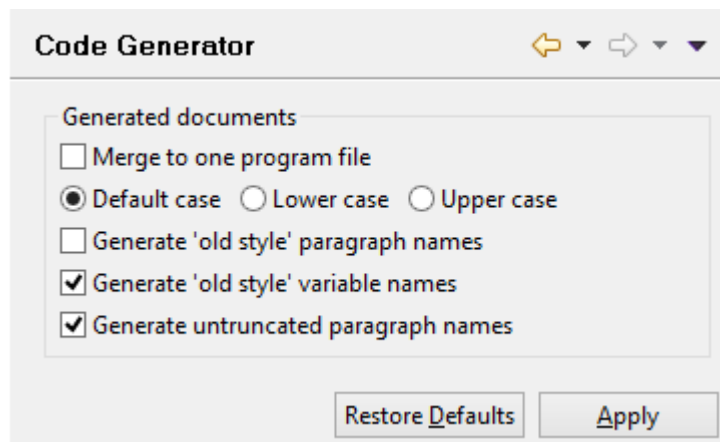 Code Generator
Generated documents
Merge to one program file
Default case Lower case Upper case
Generate 'old style' paragraph names
Generate 'old style' variable names
Generate untruncated paragraph names
Restore Defaults Apply